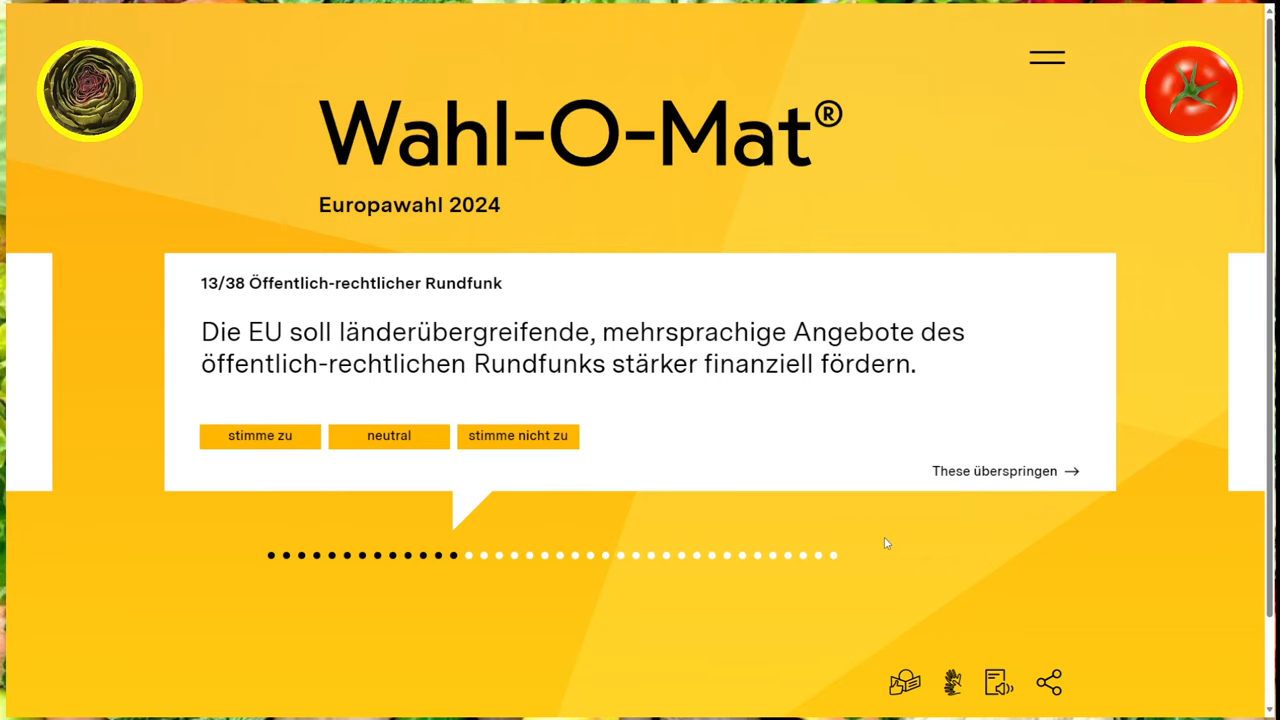 Wahl-O-Mat®
Europawahl 2024
13/38 Öffentlich-rechtlicher Rundfunk
Die EU soll länderübergreifende, mehrsprachige Angebote des
öffentlich-rechtlichen Rundfunks stärker finanziell fördern.
stimme zu
neutral
stimme nicht zu
These überspringen →